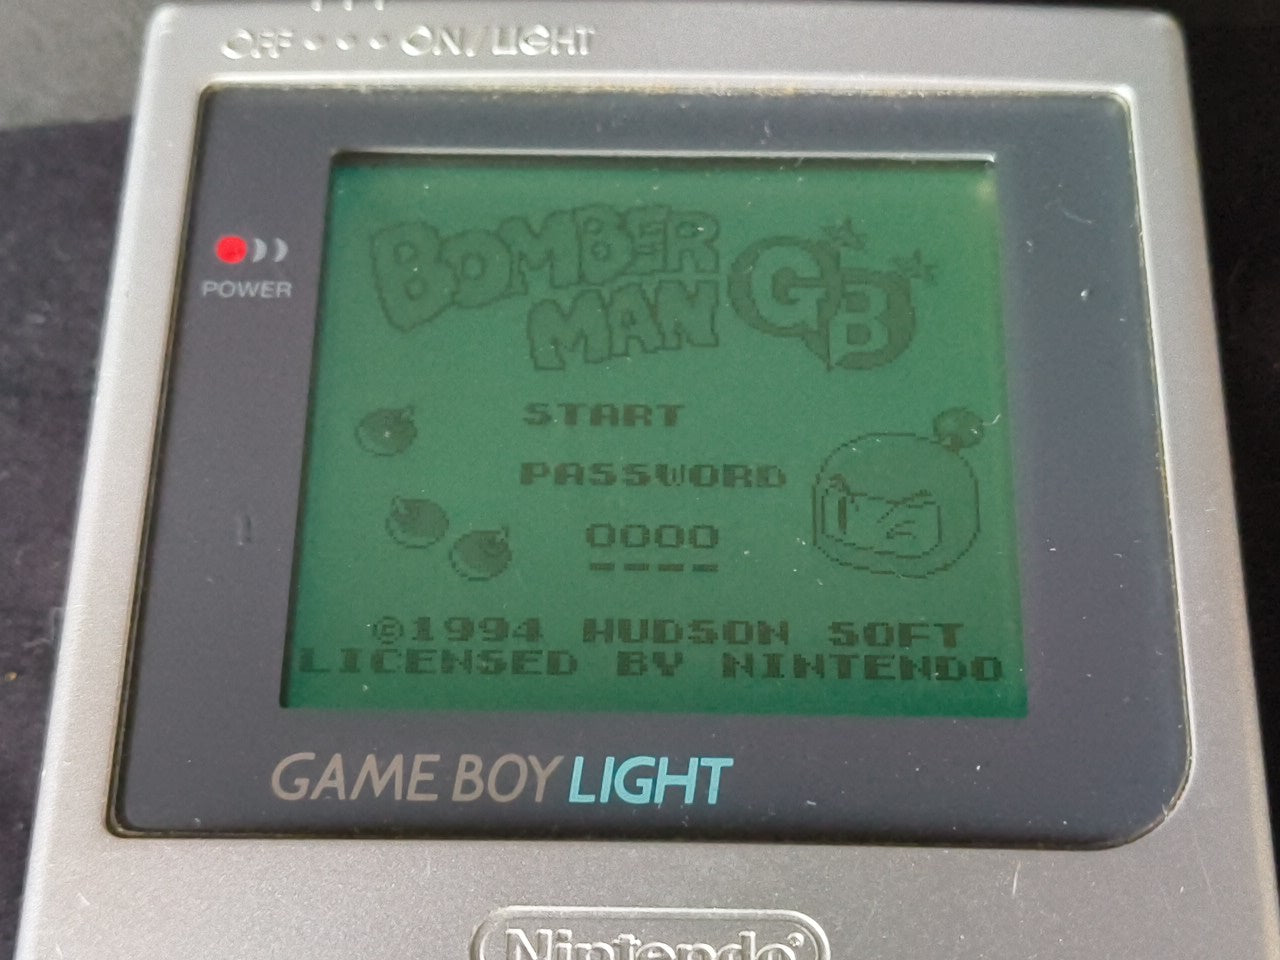 OFF • • • ON/LIGHT
POWER
BOMBER
MAN GB
START
PASSWORD
0000
©1994 HUDSON SOFT
LICENSED BY NINTENDO
GAME BOY LIGHT
Nintendo®